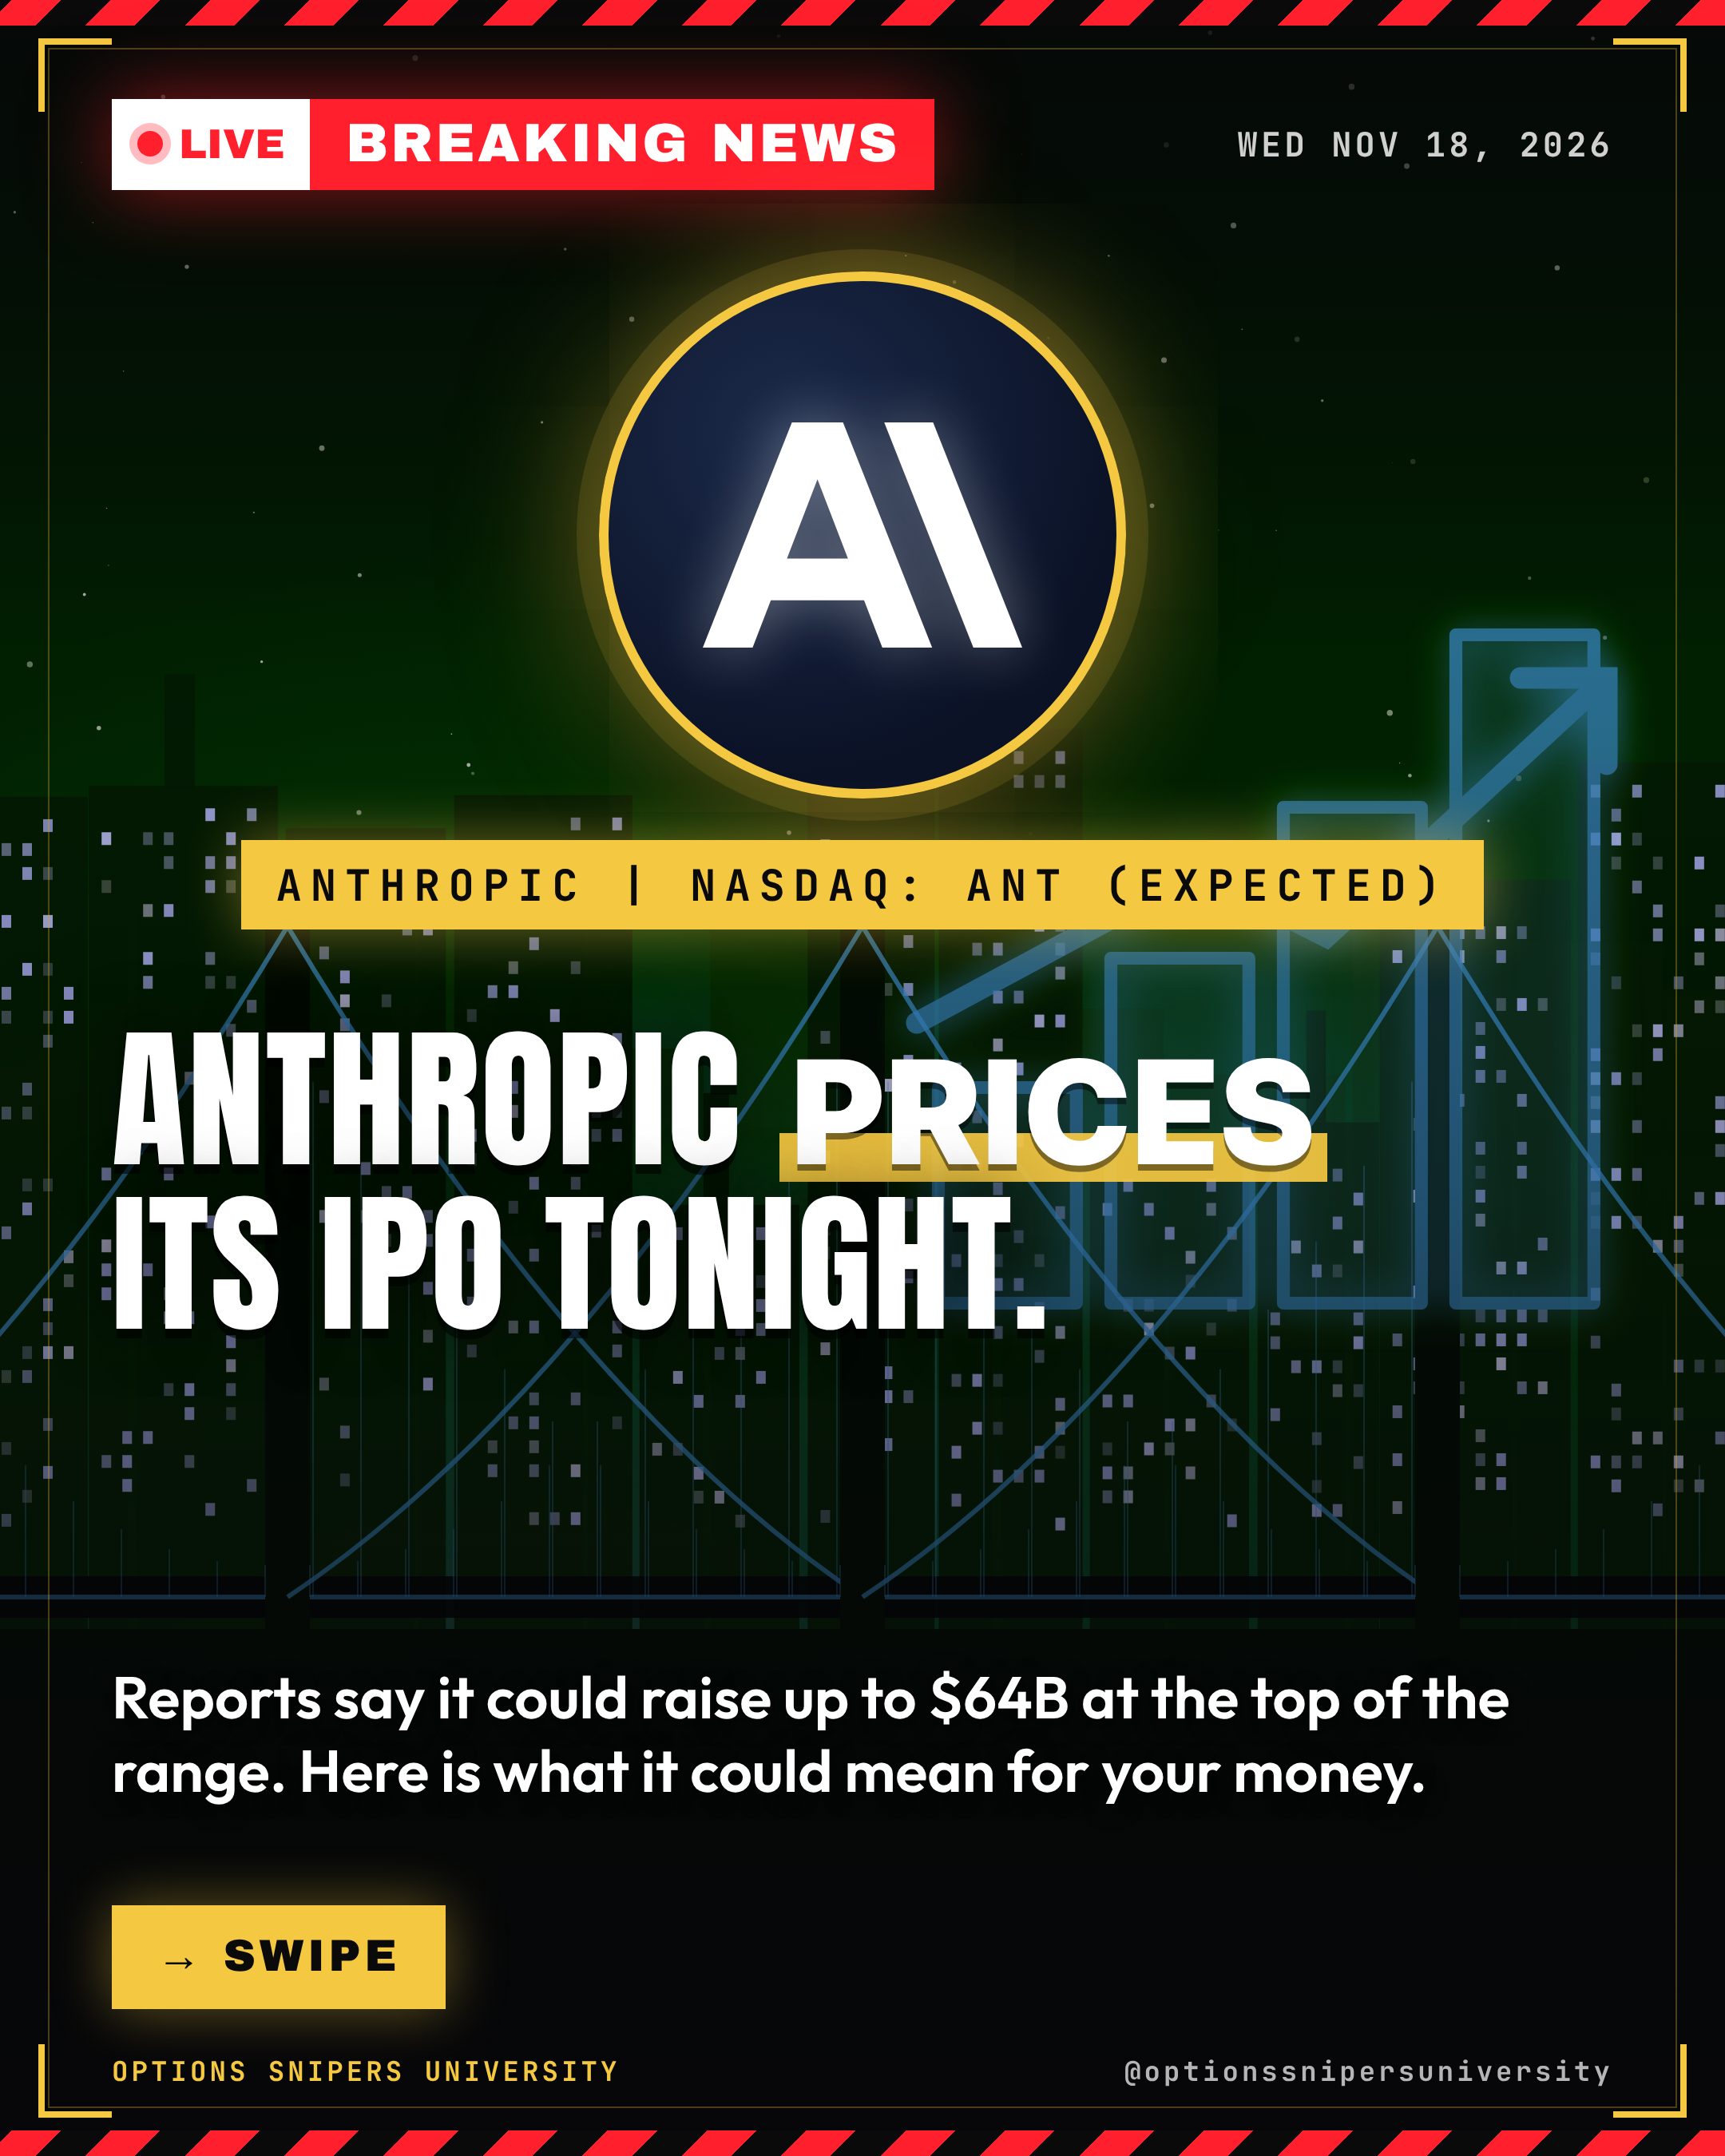 LIVE BREAKING NEWS
WED NOV 18, 2026
A\
ANTHROPIC | NASDAQ: ANT (EXPECTED)
ANTHROPIC PRICES
ITS IPO TONIGHT.
Reports say it could raise up to $64B at the top of the
range. Here is what it could mean for your money.
→ SWIPE
OPTIONS SNIPERS UNIVERSITY
@optionssnipersuniversity